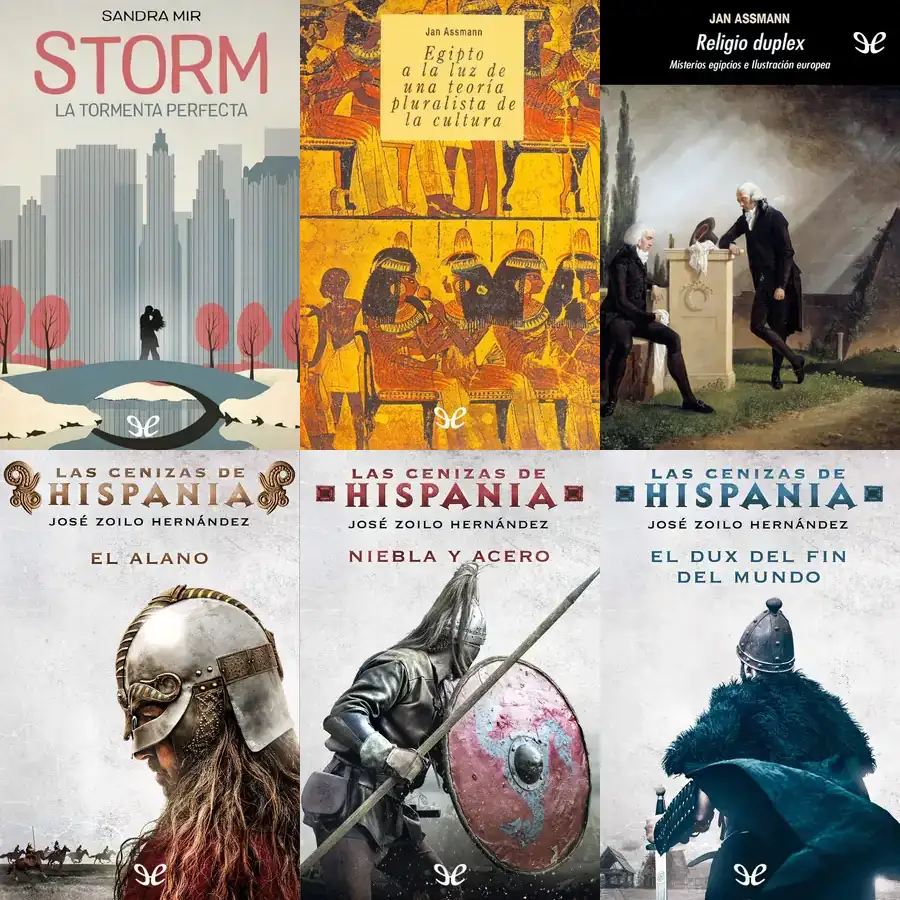 SANDRA MIR
STORM
LA TORMENTA PERFECTA
Jan Assmann
Egipto
a la luz de
una teoría
pluralista de
la cultura
JAN ASSMANN
Religio duplex
Misterios egipcios e Ilustración europea
LAS CENIZAS DE
HISPANIA
JOSÉ ZOILO HERNÁNDEZ
EL ALANO
LAS CENIZAS DE
HISPANIA
JOSÉ ZOILO HERNÁNDEZ
NIEBLA Y ACERO
LAS CENIZAS DE
HISPANIA
JOSÉ ZOILO HERNÁNDEZ
EL DUX DEL FIN
DEL MUNDO